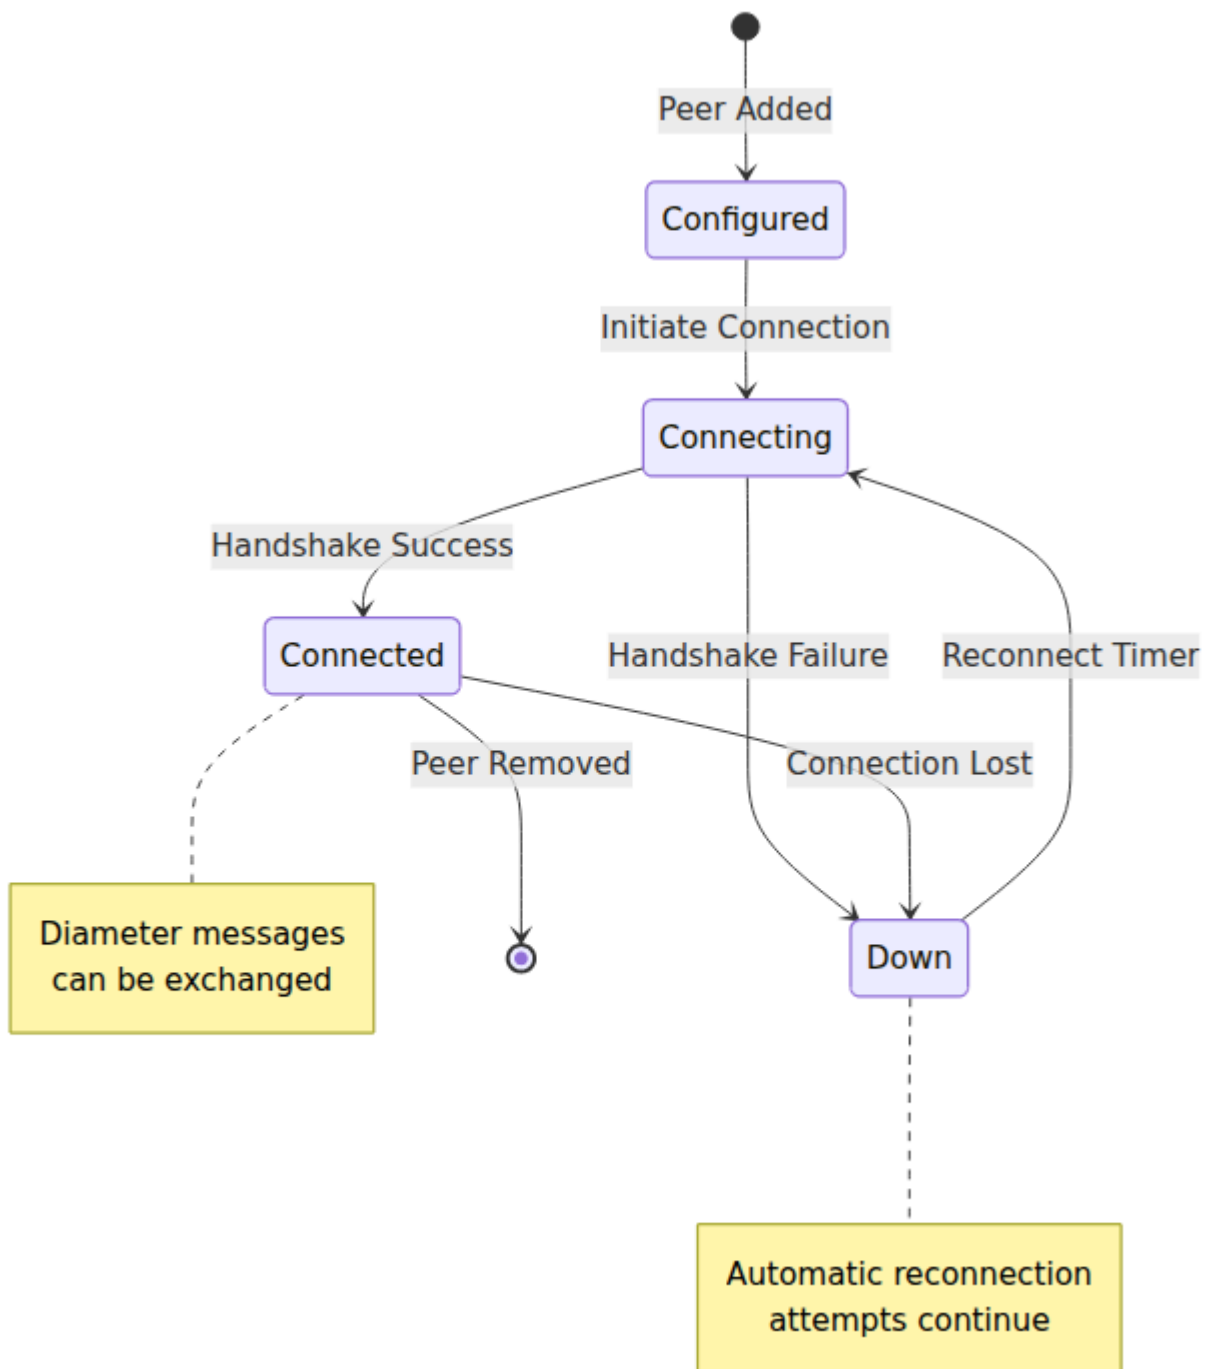 Peer Added
Configured
Initiate Connection
Connecting
Handshake Success
Connected
Handshake Failure
Reconnect Timer
Peer Removed
Connection Lost
Diameter messages
can be exchanged
Down
Automatic reconnection
attempts continue